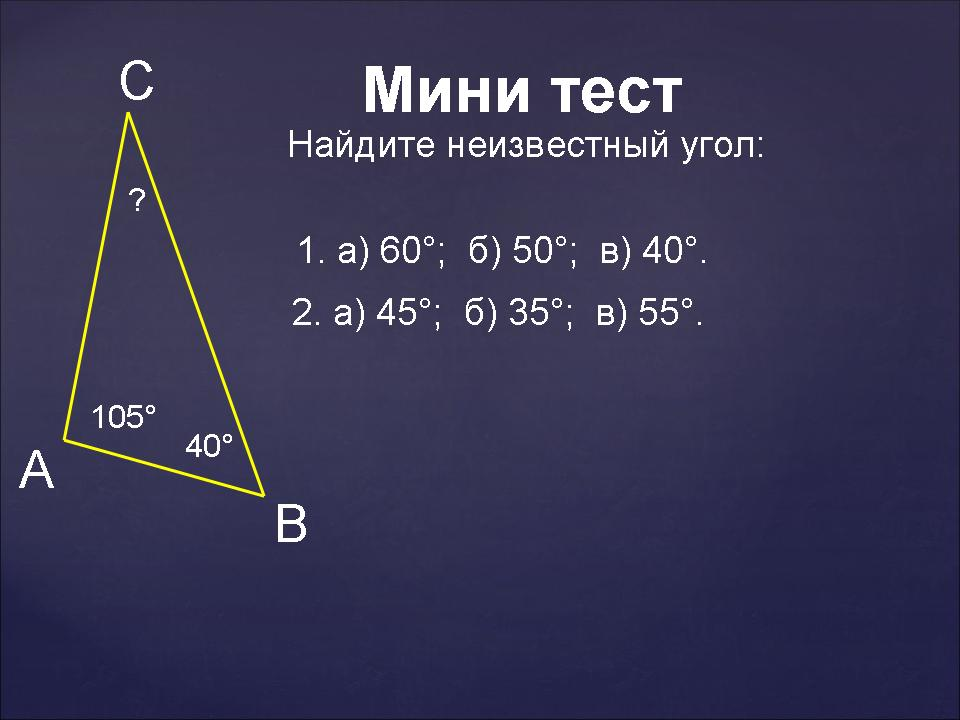 C
Мини тест
Найдите неизвестный угол:
?
1. а) 60°; б) 50°; в) 40°.
2. а) 45°; б) 35°; в) 55°.
105°
40°
A
B